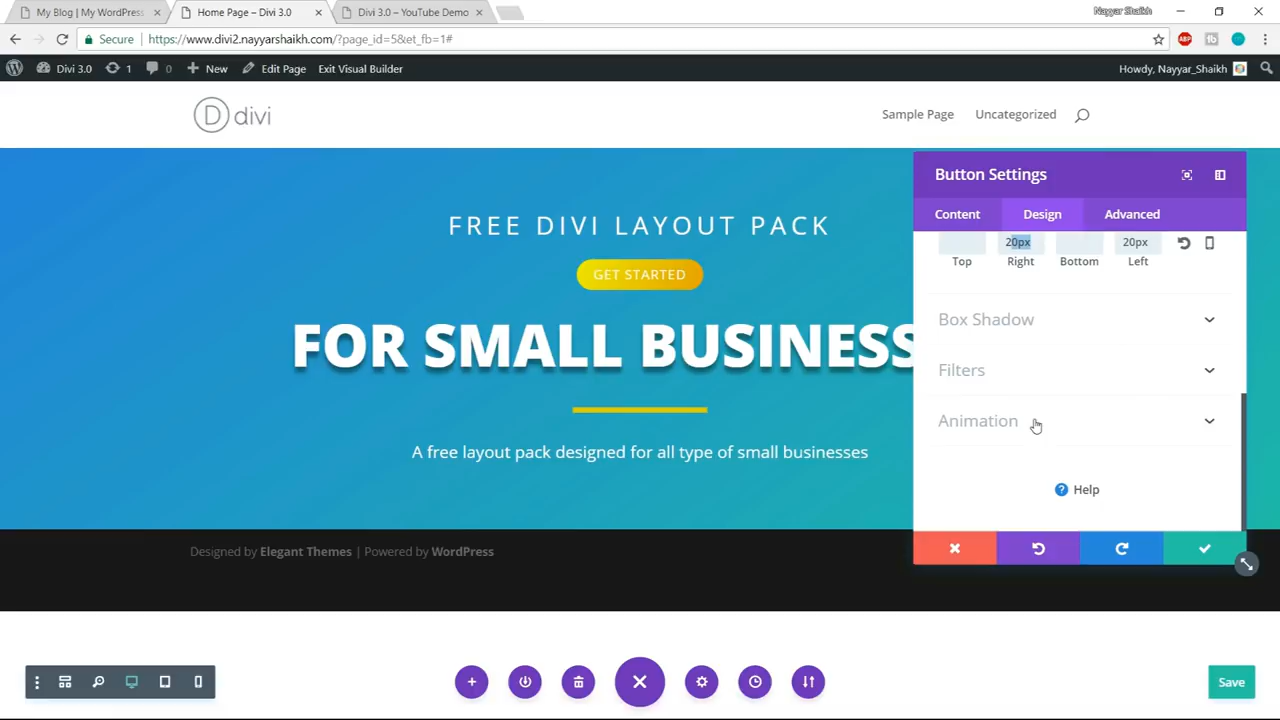 My Blog | My WordPress
Home Page – Divi 3.0
Divi 3.0 – YouTube Demo
Nayyar Shaikh
Secure
https://www.divi2.nayyarshaikh.com/?page_id=5&et_fb=1#
ABP
Divi 3.0
1
0
New
Edit Page
Exit Visual Builder
Howdy, Nayyar_Shaikh
D divi
Sample Page
Uncategorized
FREE DIVI LAYOUT PACK
GET STARTED
FOR SMALL BUSINESS
A free layout pack designed for all type of small businesses
Designed by Elegant Themes | Powered by WordPress
Button Settings
Content
Design
Advanced
20px
20px
Top
Right
Bottom
Left
Box Shadow
Filters
Animation
? Help
Save